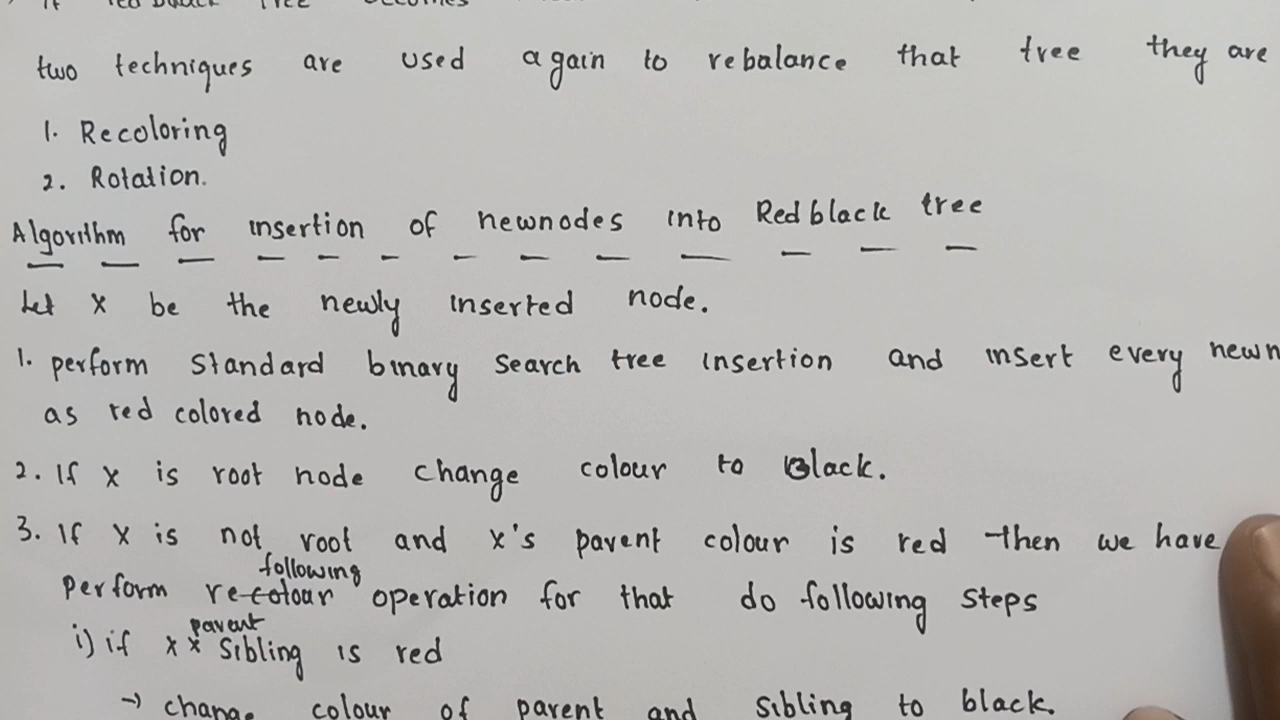 two techniques are used again to rebalance that tree they are
1. Recoloring
2. Rotation.
Algorithm for insertion of newnodes into Red black tree
Let x be the newly inserted node.
1. perform standard binary search tree insertion and insert every newn
as red colored node.
2. If x is root node change colour to Black.
3. If x is not root and x's parent colour is red then we have
following
perform recolour operation for that do following steps
parent
i) if x x sibling is red
→ change colour of parent and sibling to black.